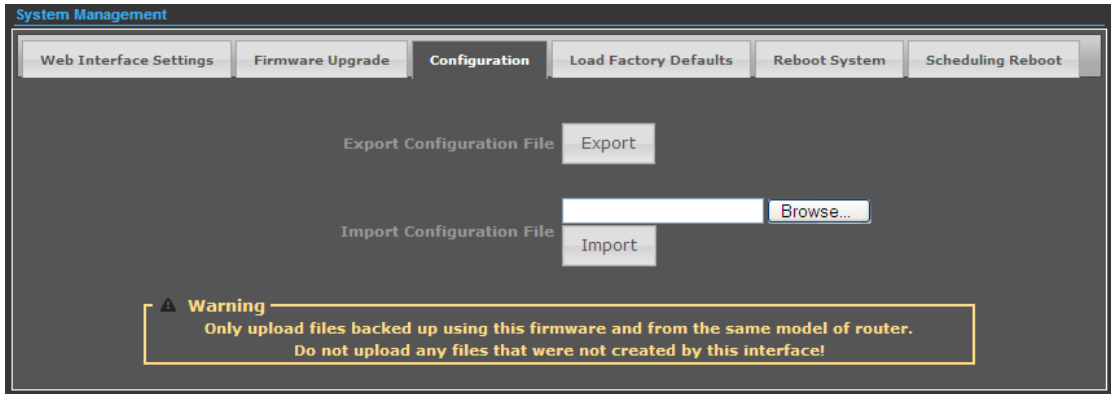 System Management
Web Interface Settings Firmware Upgrade Configuration Load Factory Defaults Reboot System Scheduling Reboot
Export Configuration File Export
Browse...
Import Configuration File Import
Warning
Only upload files backed up using this firmware and from the same model of router.
Do not upload any files that were not created by this interface!